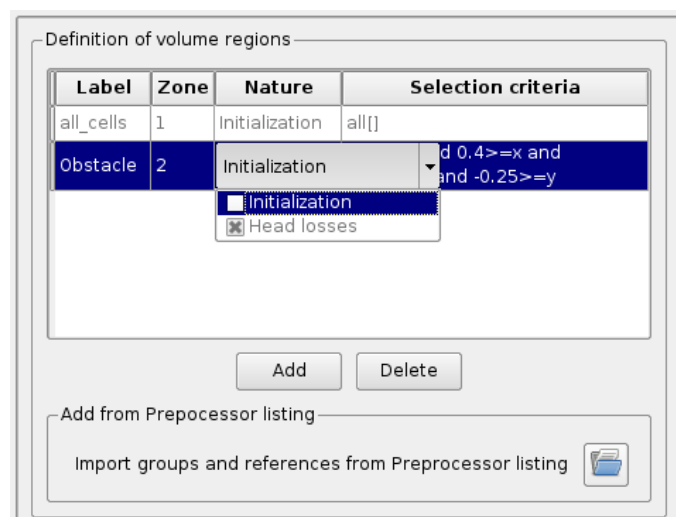 Definition of volume regions
Label Zone Nature Selection criteria
all_cells 1 Initialization all[]
Obstacle 2 Initialization d 0.4>=x and
and -0.25>=y
Initialization
Head losses
Add Delete
Add from Prepocessor listing
Import groups and references from Preprocessor listing